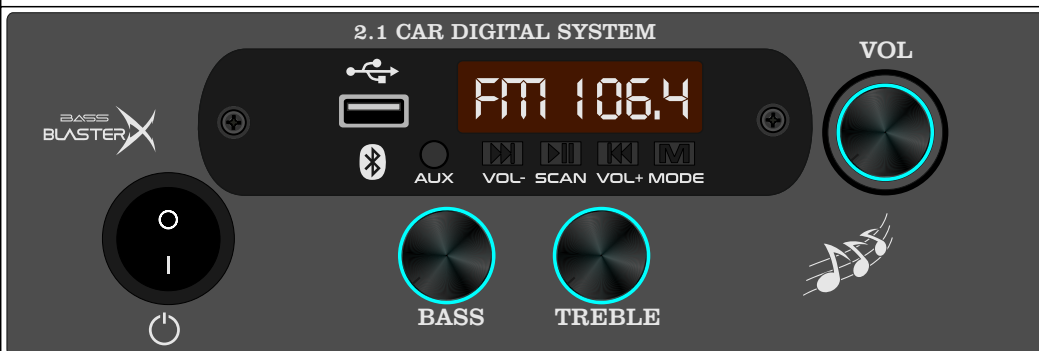 2.1 CAR DIGITAL SYSTEM
VOL
FM 106.4
BASS
BLASTER X
AUX
VOL- SCAN VOL+ MODE
M
BASS
TREBLE